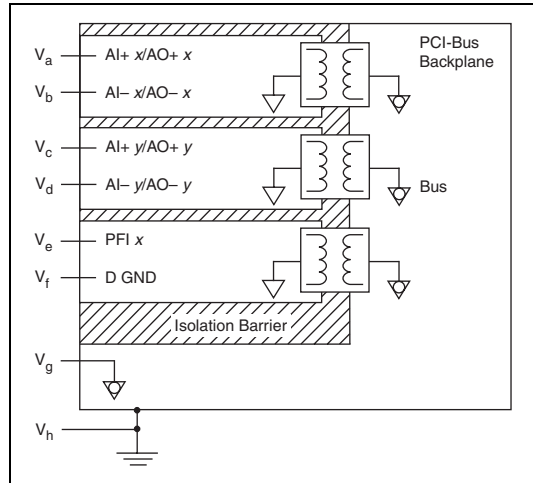 Va
AI+ x/AO+ x
PCI-Bus
Backplane
Vb
AI– x/AO– x
Vc
AI+ y/AO+ y
Vd
AI– y/AO– y
Bus
Ve
PFI x
Vf
D GND
Isolation Barrier
Vg
Vh